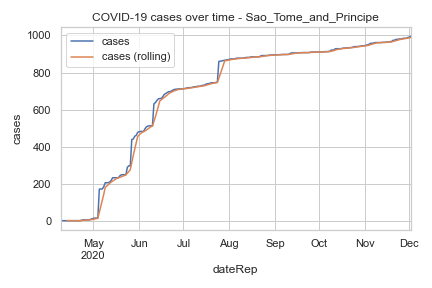 COVID-19 cases over time - Sao_Tome_and_Principe
cases
cases (rolling)
1000
800
600
400
200
0
cases
May Jun Jul Aug Sep Oct Nov Dec
2020
dateRep